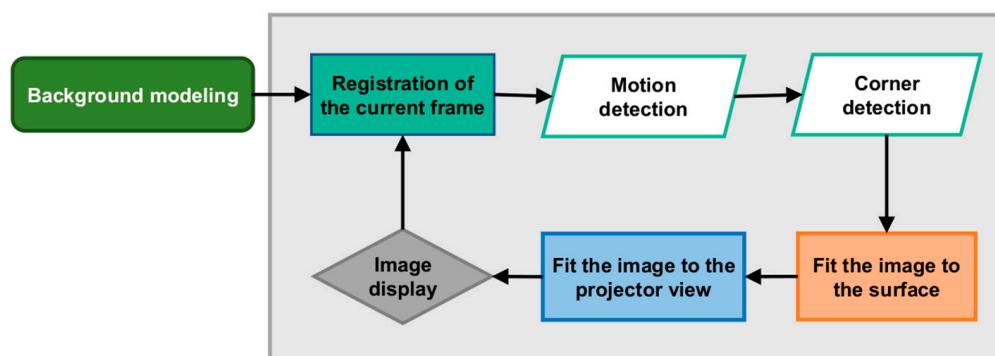 Background modeling
Registration of
the current frame
Motion
detection
Corner
detection
Fit the image to
the surface
Fit the image to the
projector view
Image
display